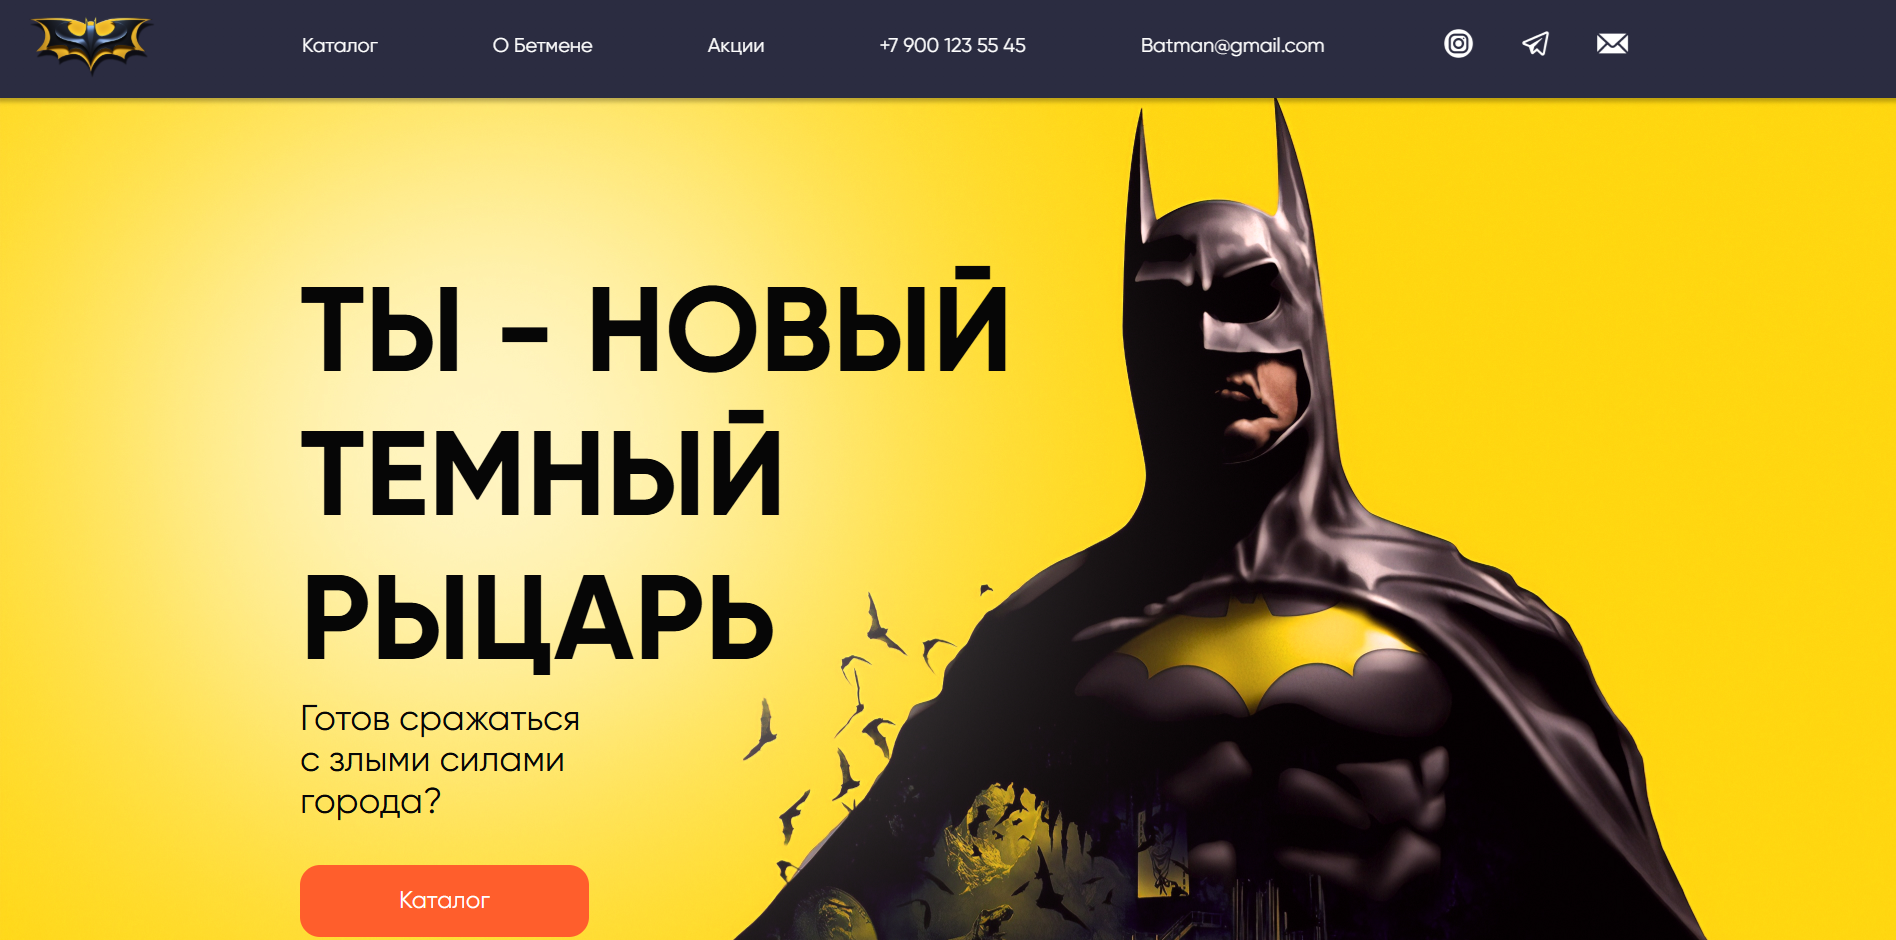 Каталог
О Бетмене
Акции
+7 900 123 55 45
Batman@gmail.com
ТЫ - НОВЫЙ
ТЕМНЫЙ
РЫЦАРЬ
Готов сражаться
с злыми силами
города?
Каталог